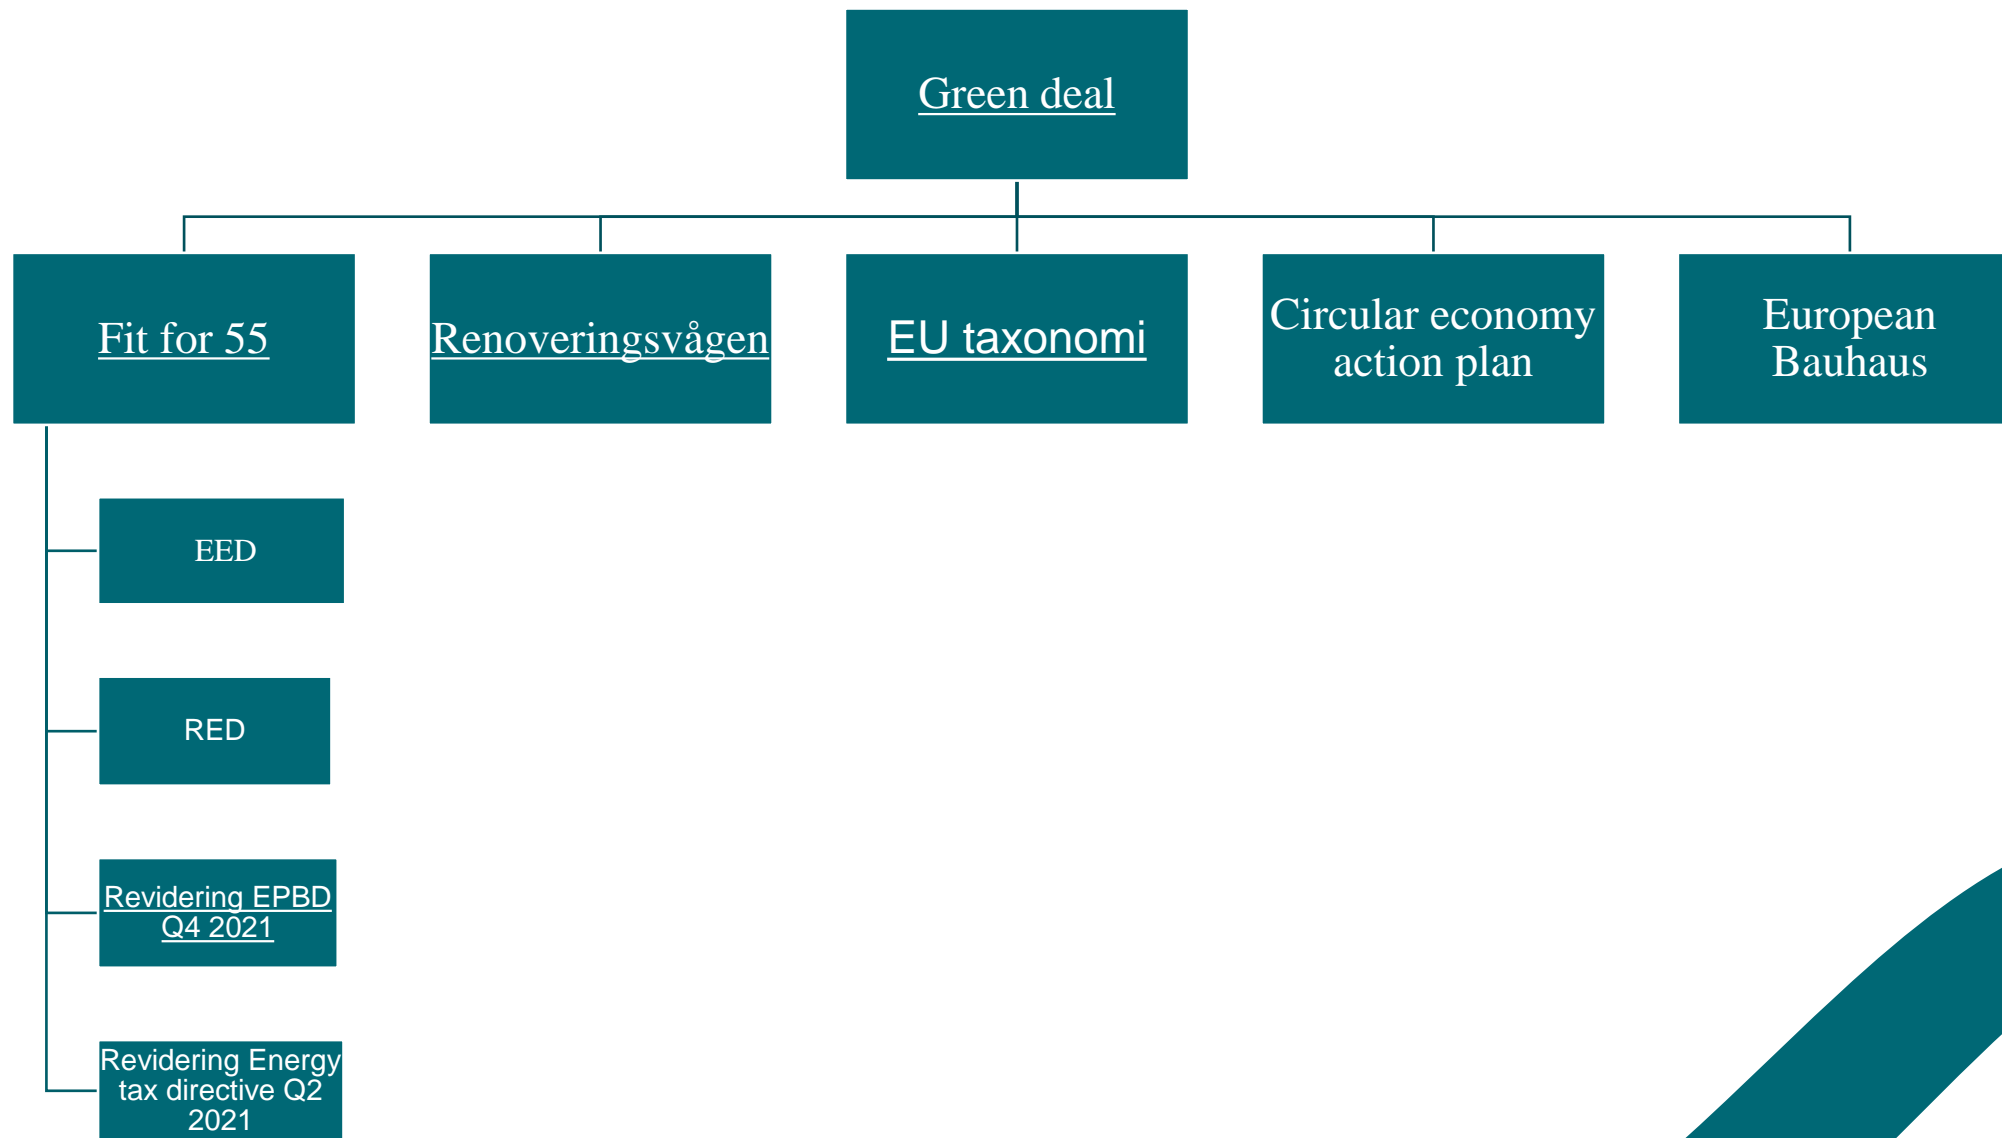 Green deal
Fit for 55
Renoveringsvågen
EU taxonomi
Circular economy
action plan
European
Bauhaus
EED
RED
Revidering EPBD
Q4 2021
Revidering Energy
tax directive Q2
2021